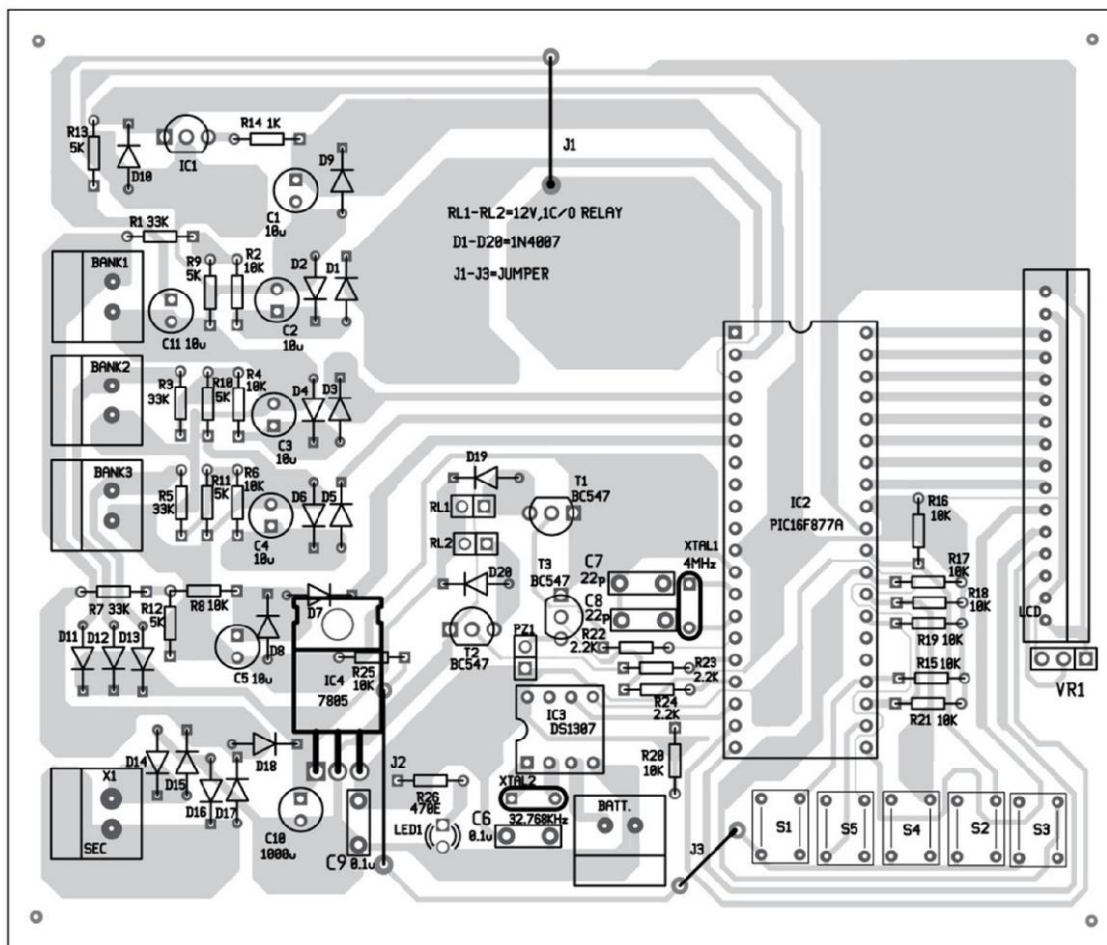 R13
5K
D10
IC1
R14 1K
D9
C1
10u
J1
RL1-RL2=12V,1C/O RELAY
D1-D20=1N4007
J1-J3=JUMPER
R1 33K
BANK1
R9
5K
R2
10K
D2
D1
C11 10u
C2
10u
BANK2
R3
33K
R10
5K
R4
10K
D4
D3
C3
10u
BANK3
R5
33K
R11
5K
R6
10K
D6
D5
C4
10u
D19
RL1
T1
BC547
RL2
D20
T3
BC547
T2
BC547
PZ1
C7
22p
C8
22p
XTAL1
4MHz
R22
2.2K
R23
2.2K
R24
2.2K
IC2
PIC16F877A
R16
10K
R17
10K
R18
10K
R19 10K
R15 10K
R21 10K
LCD
VR1
R7 33K
R12
5K
R8 10K
D7
D11
D12
D13
C5 10u
D8
IC4
7805
R25
10K
IC3
DS1307
R20
10K
D14
D15
D16
D17
D18
X1
SEC
C10
1000u
C9 0.1u
J2
R26
470E
LED1
XTAL2
32.768KHz
C6
0.1u
BATT.
J3
S1
S5
S4
S2
S3